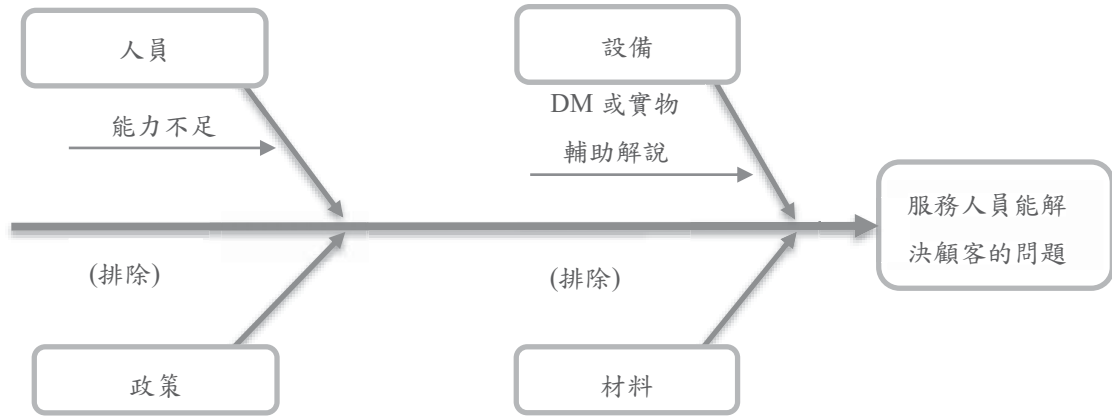 人員
設備
能力不足
DM 或實物
輔助解說
服務人員能解
決顧客的問題
(排除)
(排除)
政策
材料